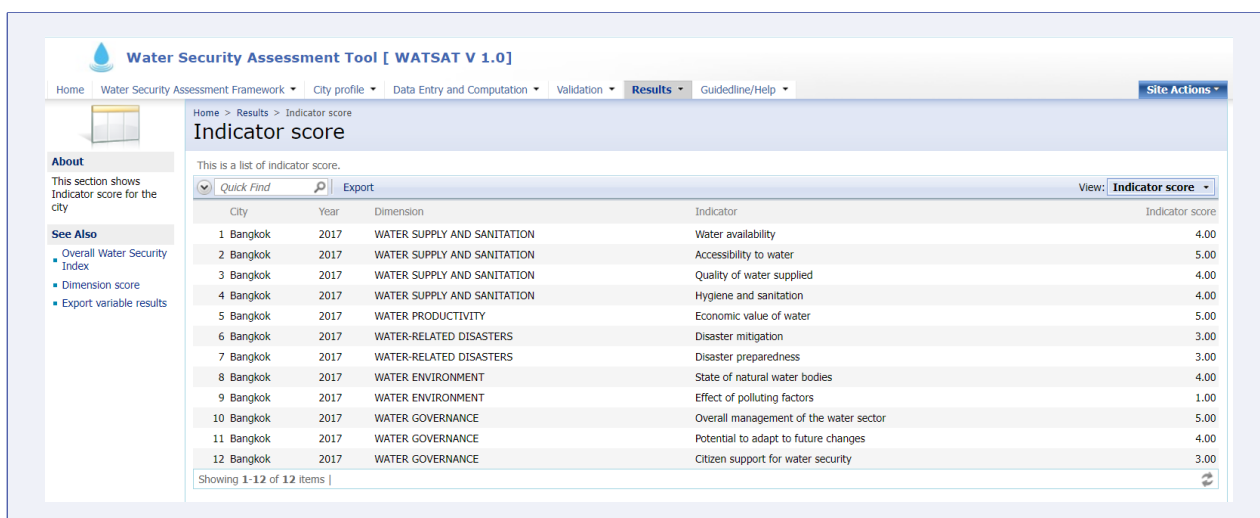 Water Security Assessment Tool [ WATSAT V 1.0]
Home Water Security Assessment Framework City profile Data Entry and Computation Validation Results Guidedline/Help Site Actions
Home > Results > Indicator score
Indicator score
About
This section shows
Indicator score for the
city
See Also
Overall Water Security
Index
Dimension score
Export variable results
This is a list of indicator score.
Quick Find Export View: Indicator score
City Year Dimension Indicator Indicator score
1 Bangkok 2017 WATER SUPPLY AND SANITATION Water availability 4.00
2 Bangkok 2017 WATER SUPPLY AND SANITATION Accessibility to water 5.00
3 Bangkok 2017 WATER SUPPLY AND SANITATION Quality of water supplied 4.00
4 Bangkok 2017 WATER SUPPLY AND SANITATION Hygiene and sanitation 4.00
5 Bangkok 2017 WATER PRODUCTIVITY Economic value of water 5.00
6 Bangkok 2017 WATER-RELATED DISASTERS Disaster mitigation 3.00
7 Bangkok 2017 WATER-RELATED DISASTERS Disaster preparedness 3.00
8 Bangkok 2017 WATER ENVIRONMENT State of natural water bodies 4.00
9 Bangkok 2017 WATER ENVIRONMENT Effect of polluting factors 1.00
10 Bangkok 2017 WATER GOVERNANCE Overall management of the water sector 5.00
11 Bangkok 2017 WATER GOVERNANCE Potential to adapt to future changes 4.00
12 Bangkok 2017 WATER GOVERNANCE Citizen support for water security 3.00
Showing 1-12 of 12 items |